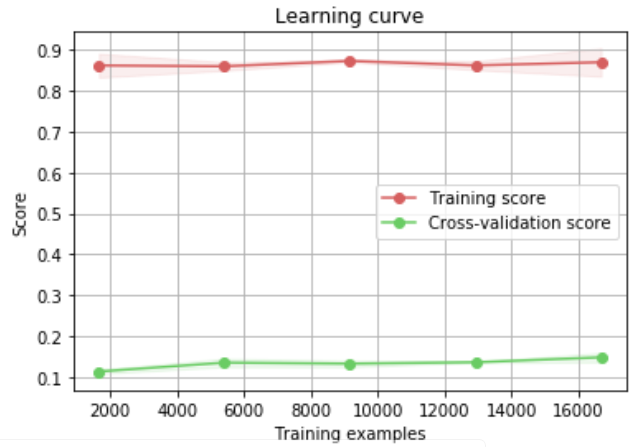 Learning curve
0.9
0.8
0.7
0.6
0.5
0.4
0.3
0.2
0.1
Score
Training score
Cross-validation score
2000 4000 6000 8000 10000 12000 14000 16000
Training examples